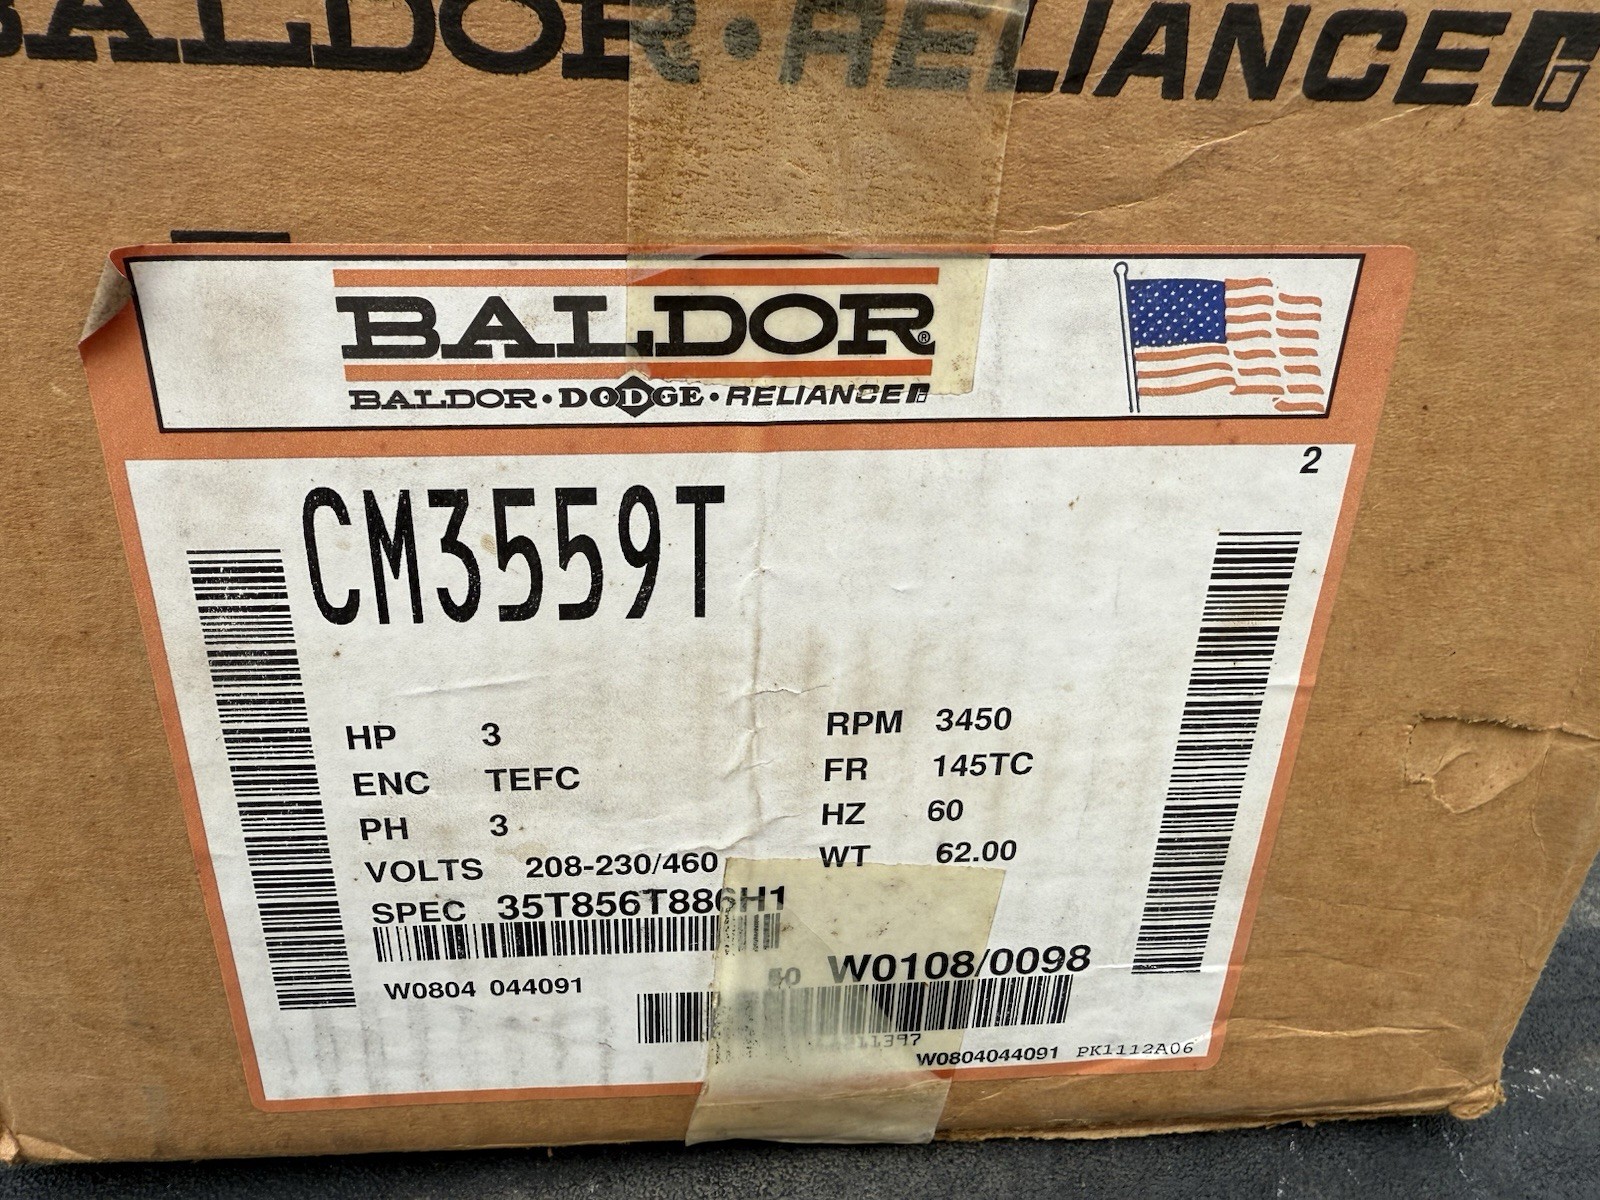 BALDOR•RELIANCE
BALDOR®
BALDOR•DODGE•RELIANCE
2
CM3559T
HP 3 RPM 3450
ENC TEFC FR 145TC
PH 3 HZ 60
VOLTS 208-230/460 WT 62.00
SPEC 35T856T886H1
W0108/0098
W0804 044091
W0804044091 PK1112A06